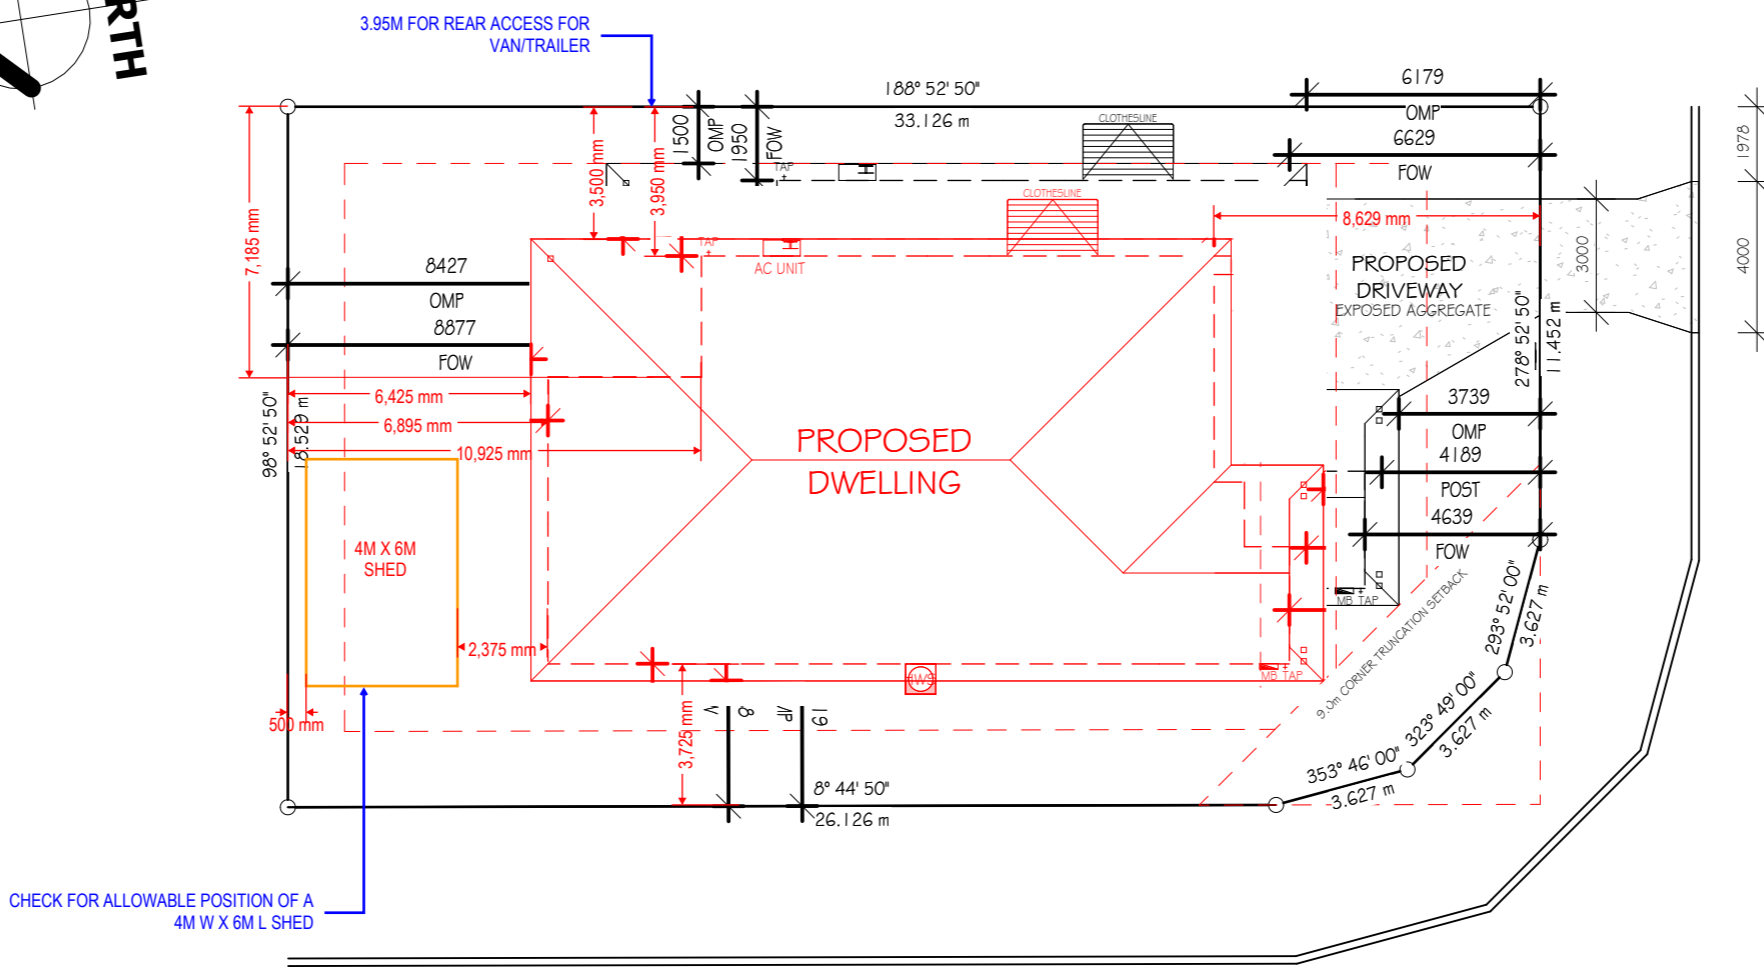 RTH
3.95M FOR REAR ACCESS FOR
VAN/TRAILER
188° 52' 50"
33.126 m
6179
OMP
6629
FOW
1500
OMP
1950
FOW
TAP
CLOTHESLINE
1978
3,500 mm
3,950 mm
CLOTHESLINE
TAP
AC UNIT
8,629 mm
3000
4000
7,185 mm
8427
OMP
8877
FOW
PROPOSED
DRIVEWAY
EXPOSED AGGREGATE
278° 52' 50"
11.452 m
6,425 mm
6,895 mm
10,925 mm
98° 52' 50"
18.529 m
3739
OMP
4189
POST
4639
FOW
PROPOSED
DWELLING
4M X 6M
SHED
2,375 mm
500 mm
HWS
MB TAP
MB TAP
9.0m CORNER TRUNCATION SETBACK
293° 52' 00"
3.627 m
323° 49' 00"
3.627 m
353° 46' 00"
3.627 m
3,725 mm
8° 44' 50"
26.126 m
CHECK FOR ALLOWABLE POSITION OF A
4M W X 6M L SHED